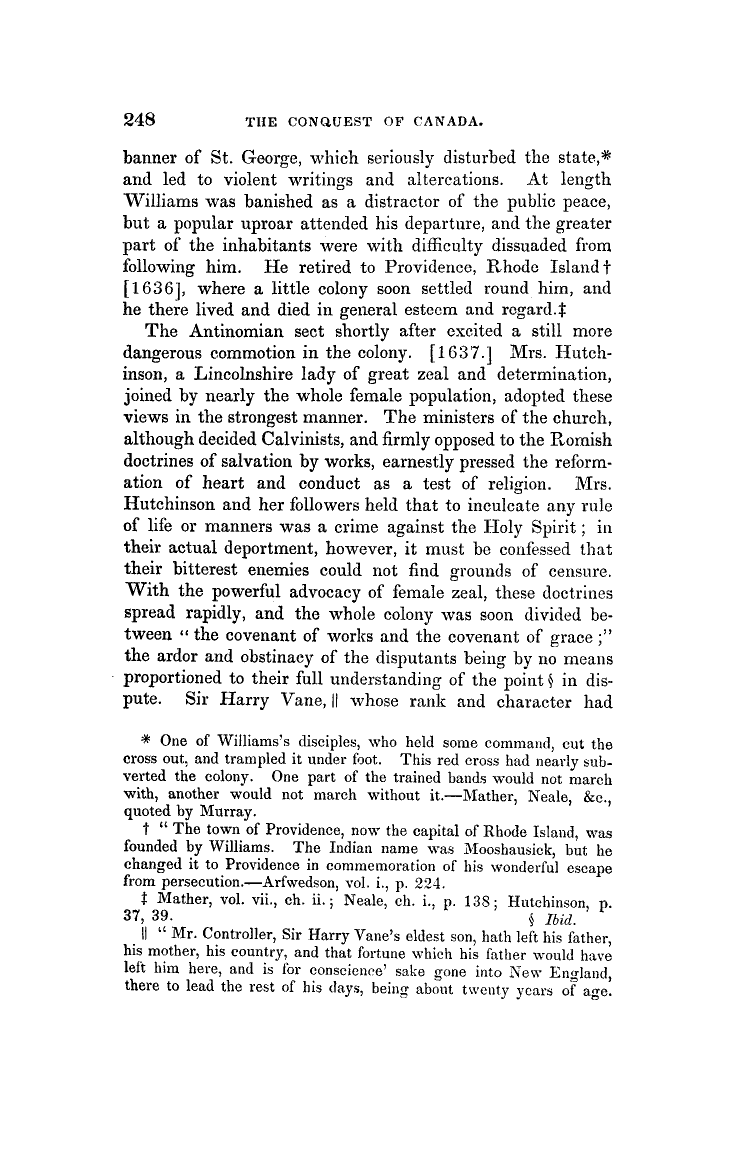 248 THE CONQUEST OF CANADA.
banner of St. George, which seriously disturbed the state,*
and led to violent writings and altercations. At length
Williams was banished as a distractor of the public peace,
but a popular uproar attended his departure, and the greater
part of the inhabitants were with difficulty dissuaded from
following him. He retired to Providence, Rhode Island†
[1636], where a little colony soon settled round him, and
he there lived and died in general esteem and regard.‡
The Antinomian sect shortly after excited a still more
dangerous commotion in the colony. [1637.] Mrs. Hutch-
inson, a Lincolnshire lady of great zeal and determination,
joined by nearly the whole female population, adopted these
views in the strongest manner. The ministers of the church,
although decided Calvinists, and firmly opposed to the Romish
doctrines of salvation by works, earnestly pressed the reform-
ation of heart and conduct as a test of religion. Mrs.
Hutchinson and her followers held that to inculcate any rule
of life or manners was a crime against the Holy Spirit; in
their actual deportment, however, it must be confessed that
their bitterest enemies could not find grounds of censure.
With the powerful advocacy of female zeal, these doctrines
spread rapidly, and the whole colony was soon divided be-
tween "the covenant of works and the covenant of grace;"
the ardor and obstinacy of the disputants being by no means
proportioned to their full understanding of the point§ in dis-
pute. Sir Harry Vane,|| whose rank and character had
* One of Williams's disciples, who held some command, cut the
cross out, and trampled it under foot. This red cross had nearly sub-
verted the colony. One part of the trained bands would not march
with, another would not march without it.—Mather, Neale, &c.,
quoted by Murray.
† "The town of Providence, now the capital of Rhode Island, was
founded by Williams. The Indian name was Mooshausick, but he
changed it to Providence in commemoration of his wonderful escape
from persecution.—Arfwedson, vol. i., p. 224.
‡ Mather, vol. vii., ch. ii.; Neale, ch. i., p. 138; Hutchinson, p.
37, 39. § Ibid.
|| "Mr. Controller, Sir Harry Vane's eldest son, hath left his father,
his mother, his country, and that fortune which his father would have
left him here, and is for conscience' sake gone into New England,
there to lead the rest of his days, being about twenty years of age.